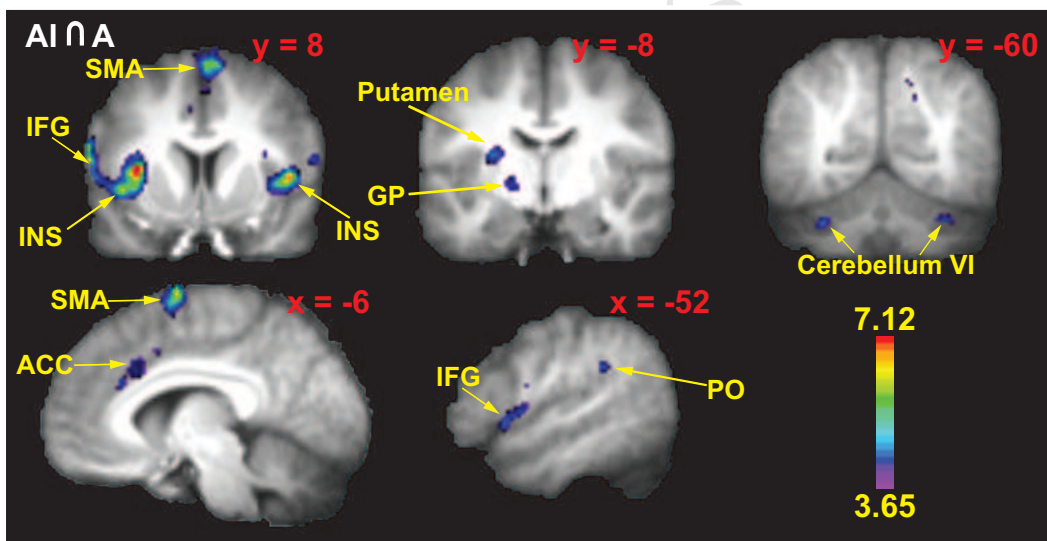 AI ∩ A
y = 8
y = -8
y = -60
SMA
Putamen
IFG
GP
INS
INS
Cerebellum VI
SMA
x = -6
x = -52
7.12
ACC
IFG
PO
3.65